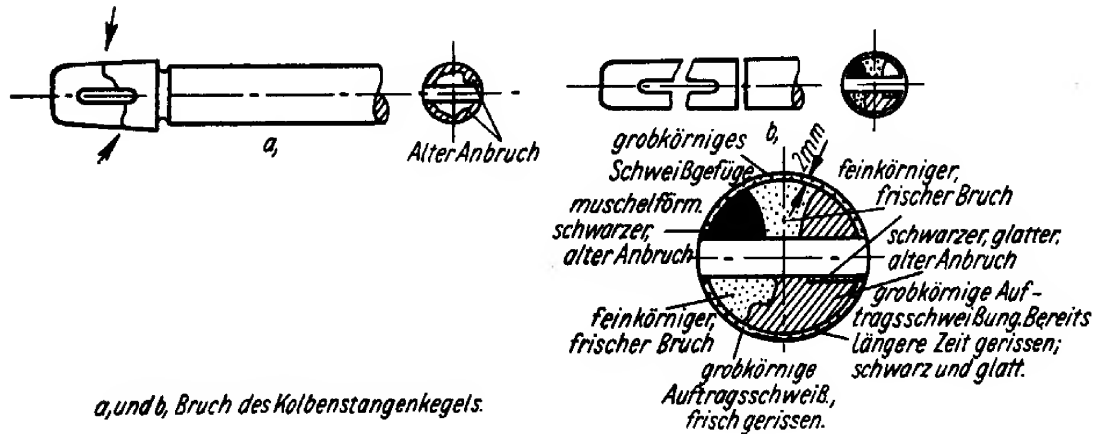 a,
Alter Anbruch
b,
grobkörniges
Schweißgefüge
2mm
feinkörniger,
frischer Bruch
muschelförm.
schwarzer,
alter Anbruch
schwarzer, glatter,
alter Anbruch
feinkörniger,
frischer Bruch
grobkörnige Auf-
tragsschweißung. Bereits
längere Zeit gerissen;
schwarz und glatt.
grobkörnige
Auftragsschweiß.,
frisch gerissen.
a, und b, Bruch des Kolbenstangenkegels.